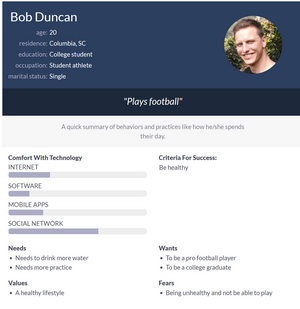 Bob Duncan
age: 20
residence: Columbia, SC
education: College student
occupation: Student athlete
marital status: Single
"Plays football"
A quick summary of behaviors and practices like how he/she spends
their day.
Comfort With Technology
INTERNET
SOFTWARE
MOBILE APPS
SOCIAL NETWORK
Criteria For Success:
Be healthy
Needs
• Needs to drink more water
• Needs more practice
Wants
• To be a pro football player
• To be a college graduate
Values
• A healthy lifestyle
Fears
• Being unhealthy and not be able to play